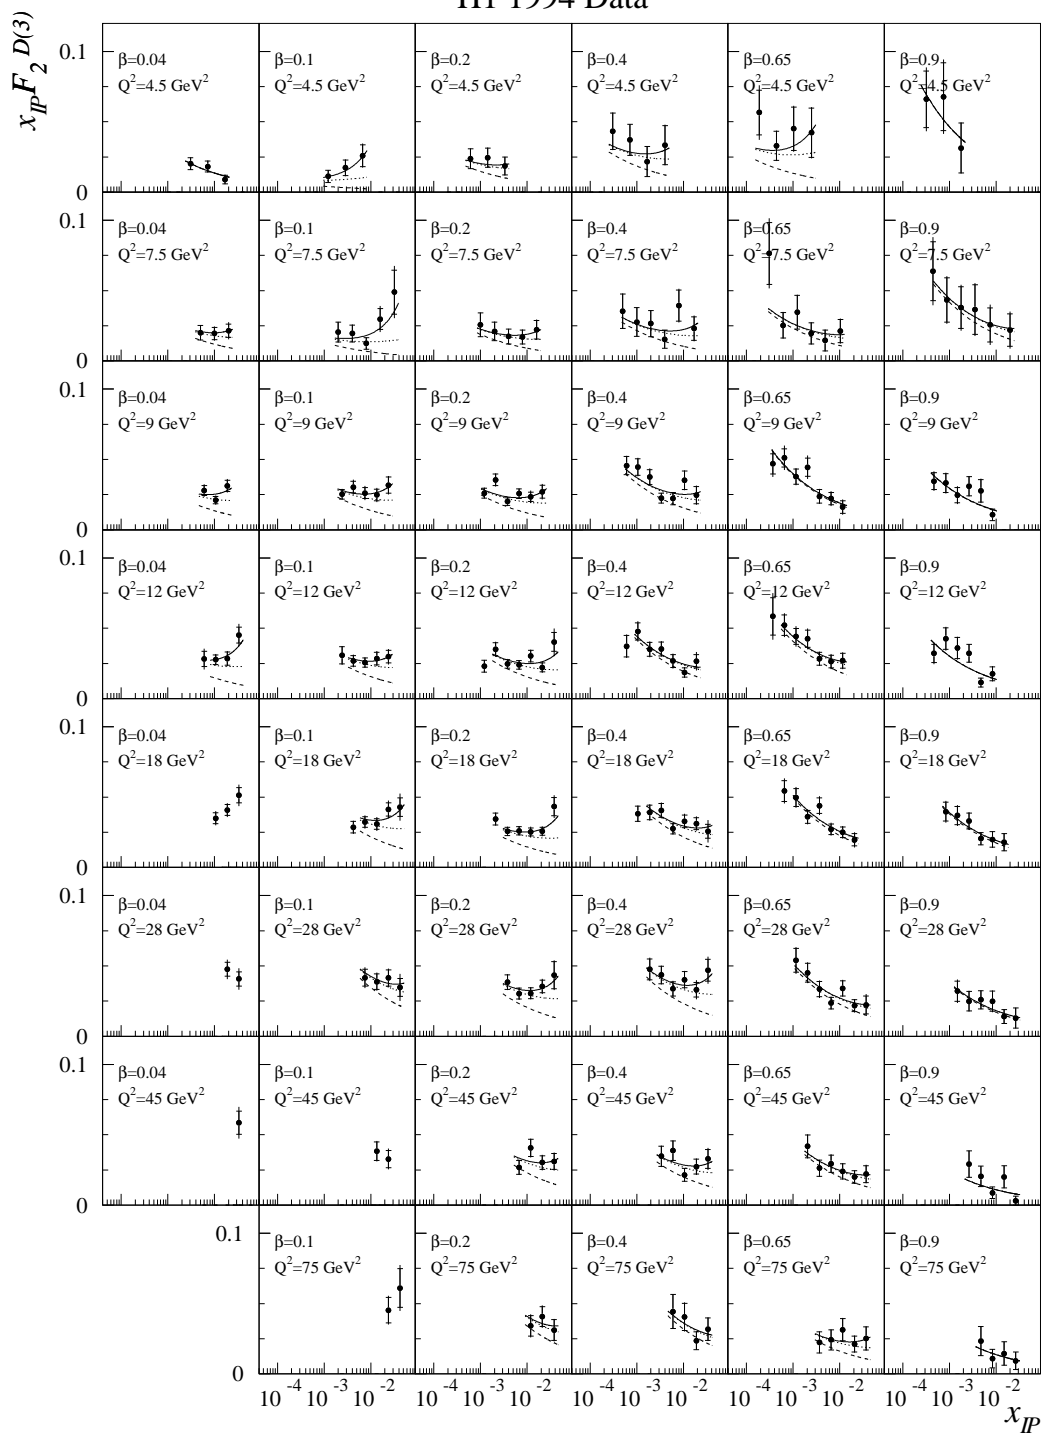 H1 1994 Data
x_IP F_2^D(3)
0.1
β=0.04 β=0.1 β=0.2 β=0.4 β=0.65 β=0.9
Q²=4.5 GeV² Q²=4.5 GeV² Q²=4.5 GeV² Q²=4.5 GeV² Q²=4.5 GeV² Q²=4.5 GeV²
0
0.1
β=0.04 β=0.1 β=0.2 β=0.4 β=0.65 β=0.9
Q²=7.5 GeV² Q²=7.5 GeV² Q²=7.5 GeV² Q²=7.5 GeV² Q²=7.5 GeV² Q²=7.5 GeV²
0
0.1
β=0.04 β=0.1 β=0.2 β=0.4 β=0.65 β=0.9
Q²=9 GeV² Q²=9 GeV² Q²=9 GeV² Q²=9 GeV² Q²=9 GeV² Q²=9 GeV²
0
0.1
β=0.04 β=0.1 β=0.2 β=0.4 β=0.65 β=0.9
Q²=12 GeV² Q²=12 GeV² Q²=12 GeV² Q²=12 GeV² Q²=12 GeV² Q²=12 GeV²
0
0.1
β=0.04 β=0.1 β=0.2 β=0.4 β=0.65 β=0.9
Q²=18 GeV² Q²=18 GeV² Q²=18 GeV² Q²=18 GeV² Q²=18 GeV² Q²=18 GeV²
0
0.1
β=0.04 β=0.1 β=0.2 β=0.4 β=0.65 β=0.9
Q²=28 GeV² Q²=28 GeV² Q²=28 GeV² Q²=28 GeV² Q²=28 GeV² Q²=28 GeV²
0
0.1
β=0.04 β=0.1 β=0.2 β=0.4 β=0.65 β=0.9
Q²=45 GeV² Q²=45 GeV² Q²=45 GeV² Q²=45 GeV² Q²=45 GeV² Q²=45 GeV²
0
0.1
β=0.1 β=0.2 β=0.4 β=0.65 β=0.9
Q²=75 GeV² Q²=75 GeV² Q²=75 GeV² Q²=75 GeV² Q²=75 GeV²
0
10⁻⁴ 10⁻³ 10⁻² 10⁻⁴ 10⁻³ 10⁻² 10⁻⁴ 10⁻³ 10⁻² 10⁻⁴ 10⁻³ 10⁻² 10⁻⁴ 10⁻³ 10⁻²
x_IP